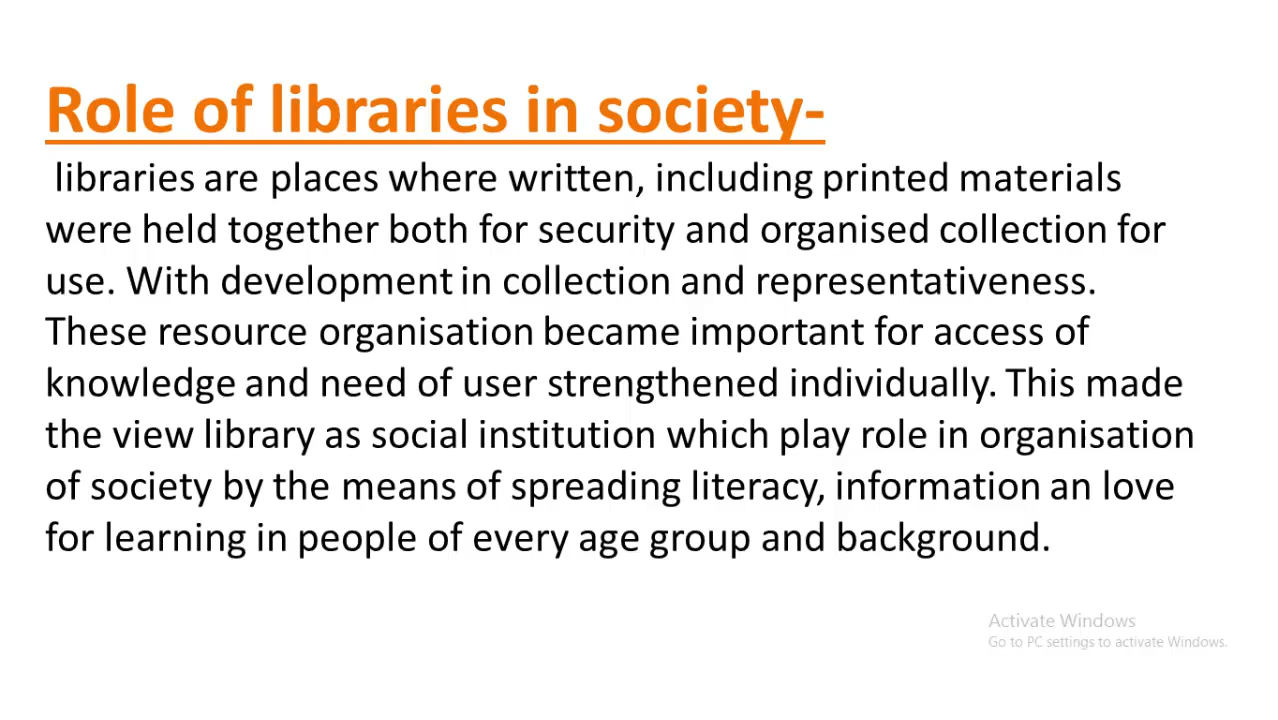 Role of libraries in society-
libraries are places where written, including printed materials
were held together both for security and organised collection for
use. With development in collection and representativeness.
These resource organisation became important for access of
knowledge and need of user strengthened individually. This made
the view library as social institution which play role in organisation
of society by the means of spreading literacy, information an love
for learning in people of every age group and background.
Activate Windows
Go to PC settings to activate Windows.